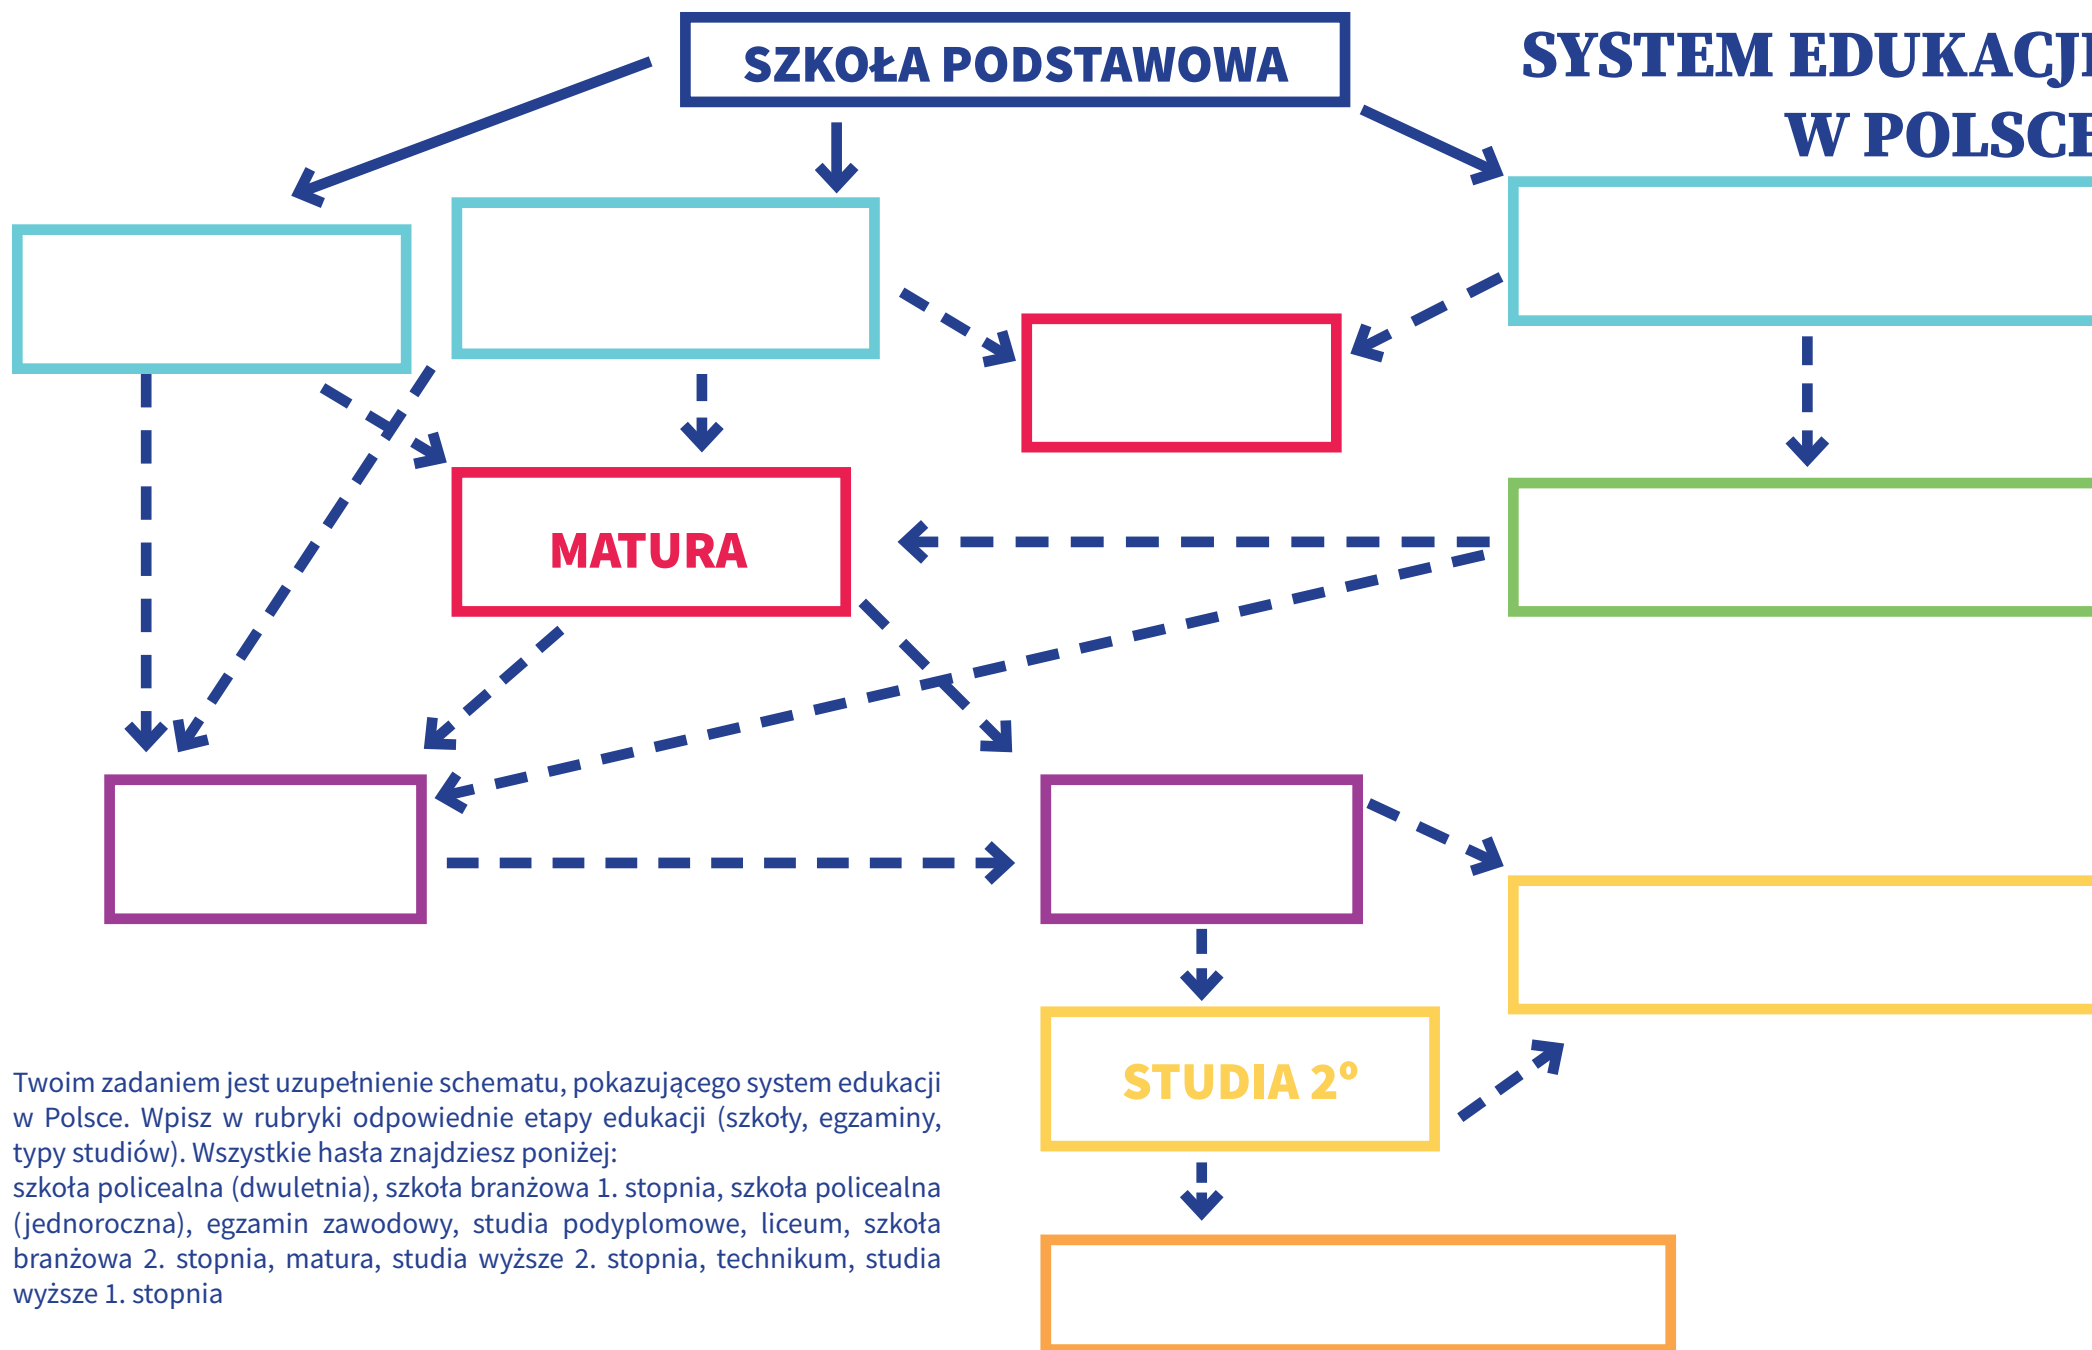 SZKOŁA PODSTAWOWA
SYSTEM EDUKACJI
W POLSCE
MATURA
STUDIA 2º
Twoim zadaniem jest uzupełnienie schematu, pokazującego system edukacji
w Polsce. Wpisz w rubryki odpowiednie etapy edukacji (szkoły, egzaminy,
typy studiów). Wszystkie hasła znajdziesz poniżej:
szkoła policealna (dwuletnia), szkoła branżowa 1. stopnia, szkoła policealna
(jednoroczna), egzamin zawodowy, studia podyplomowe, liceum, szkoła
branżowa 2. stopnia, matura, studia wyższe 2. stopnia, technikum, studia
wyższe 1. stopnia